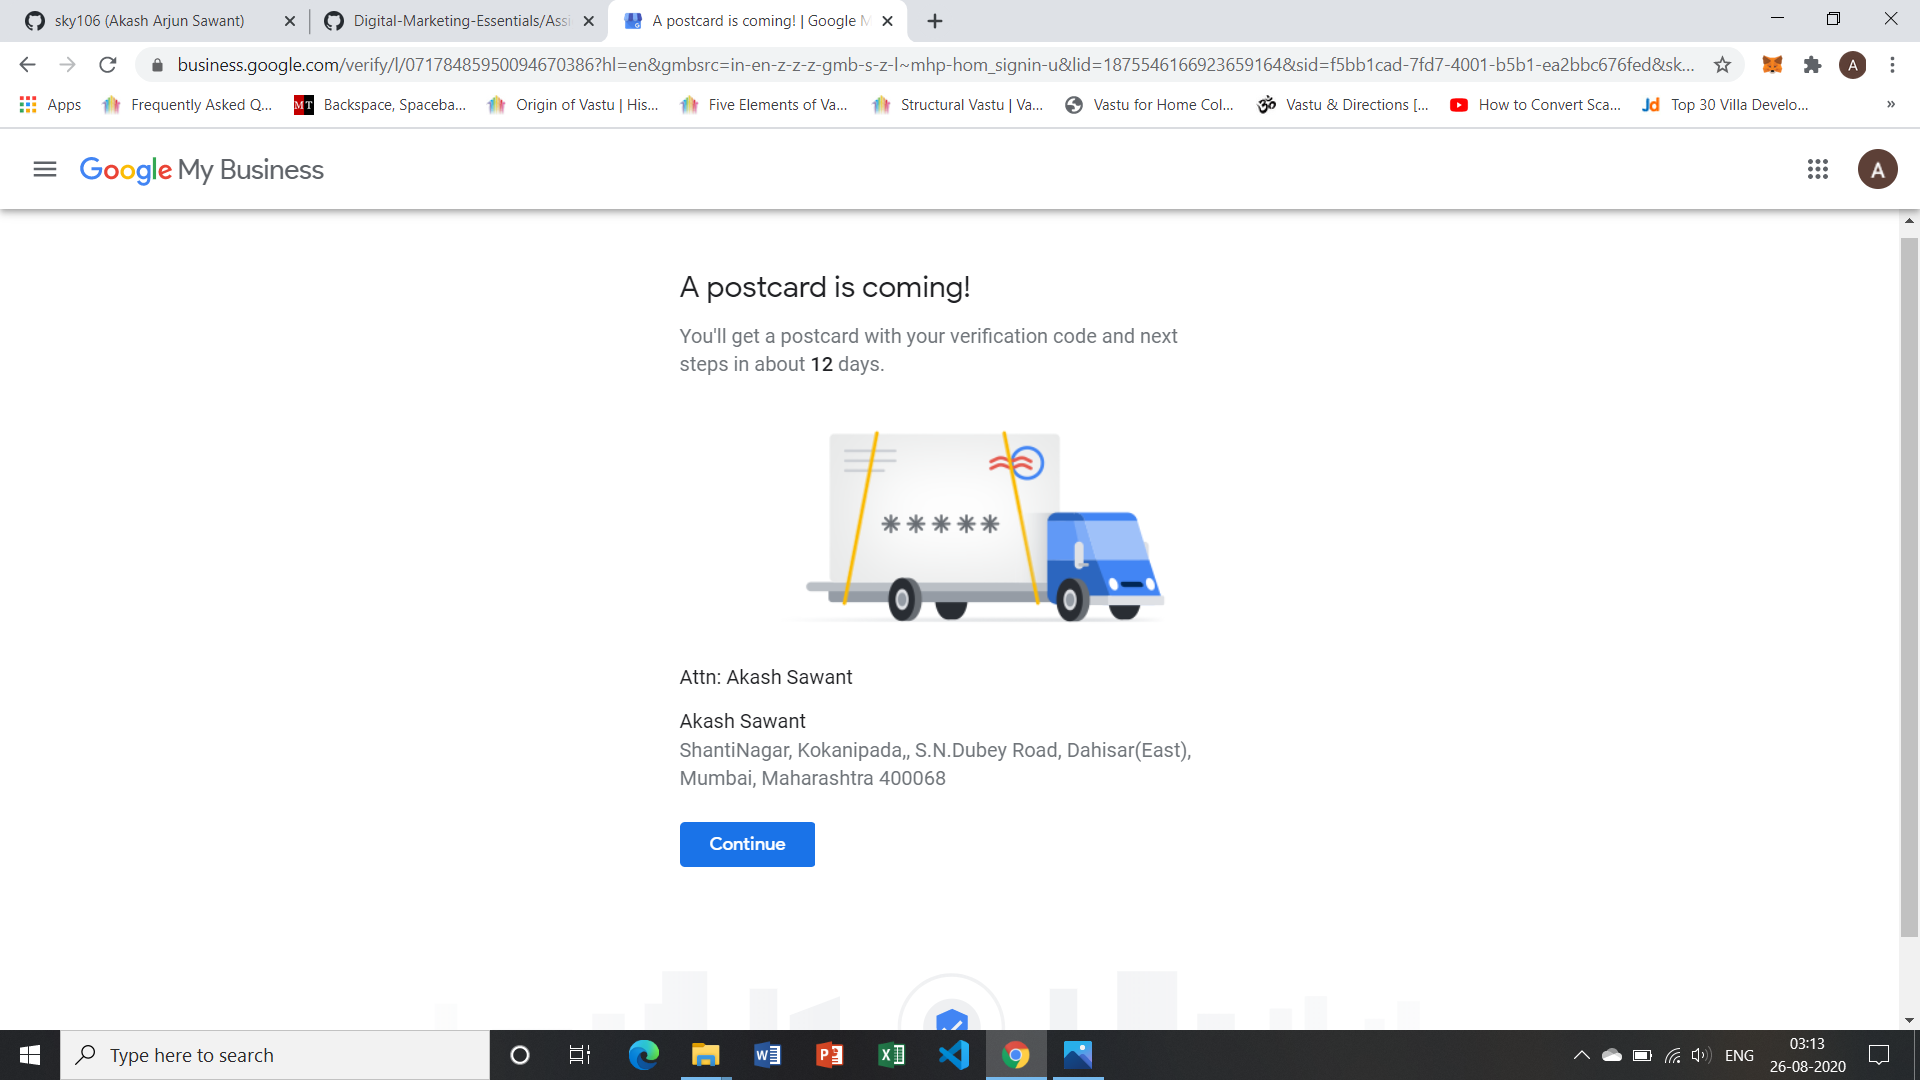 sky106 (Akash Arjun Sawant)
Digital-Marketing-Essentials/Assi
A postcard is coming! | Google M
business.google.com/verify/l/07178485950094670386?hl=en&gmbsrc=in-en-z-z-z-gmb-s-z-l~mhp-hom_signin-u&lid=1875546166923659164&sid=f5bb1cad-7fd7-4001-b5b1-ea2bbc676fed&sk...
A
Apps
Frequently Asked Q...
MT
Backspace, Spaceba...
Origin of Vastu | His...
Five Elements of Va...
Structural Vastu | Va...
Vastu for Home Col...
Vastu & Directions [...
How to Convert Sca...
Jd
Top 30 Villa Develo...
»
Google My Business
A
A postcard is coming!
You'll get a postcard with your verification code and next
steps in about 12 days.
*****
Attn: Akash Sawant
Akash Sawant
ShantiNagar, Kokanipada,, S.N.Dubey Road, Dahisar(East),
Mumbai, Maharashtra 400068
Continue
Type here to search
ENG
03:13
26-08-2020